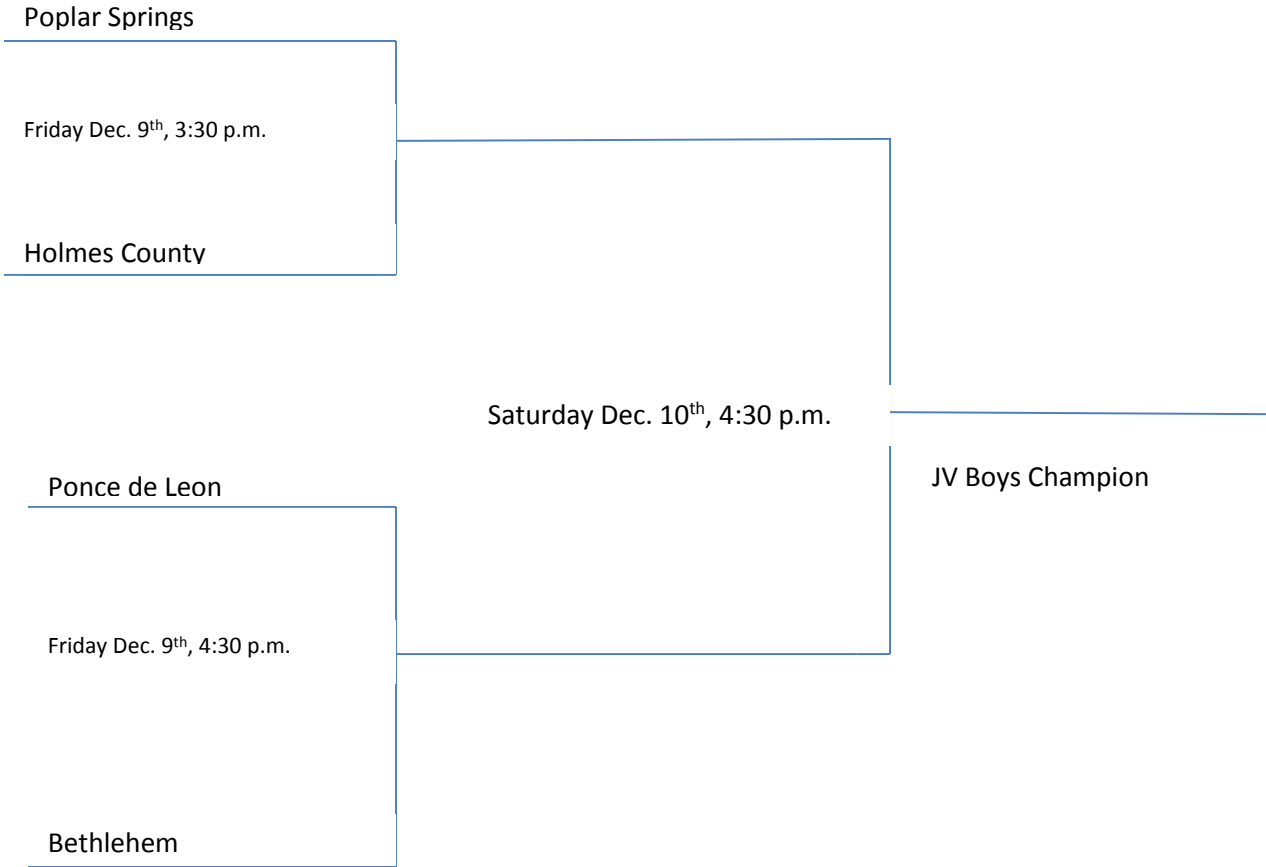 Poplar Springs
Friday Dec. 9th, 3:30 p.m.
Holmes County
Saturday Dec. 10th, 4:30 p.m.
JV Boys Champion
Ponce de Leon
Friday Dec. 9th, 4:30 p.m.
Bethlehem